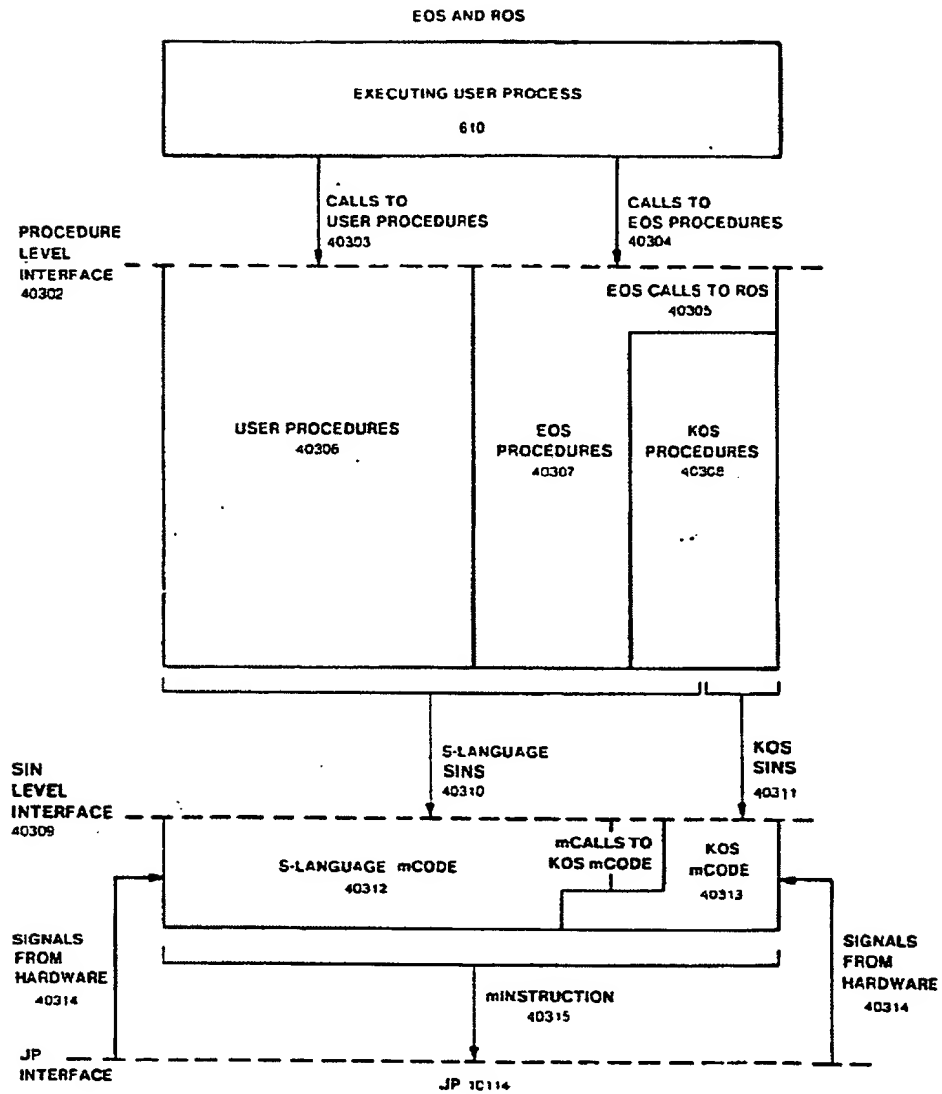 EOS AND ROS
EXECUTING USER PROCESS
610
CALLS TO
USER PROCEDURES
40303
CALLS TO
EOS PROCEDURES
40304
PROCEDURE
LEVEL
INTERFACE
40302
EOS CALLS TO ROS
40305
USER PROCEDURES
40306
EOS
PROCEDURES
40307
KOS
PROCEDURES
40308
S-LANGUAGE
SINS
40310
KOS
SINS
40311
SIN
LEVEL
INTERFACE
40309
mCALLS TO
KOS mCODE
S-LANGUAGE mCODE
40312
KOS
mCODE
40313
SIGNALS
FROM
HARDWARE
40314
SIGNALS
FROM
HARDWARE
40314
mINSTRUCTION
40315
JP
INTERFACE
JP 10114